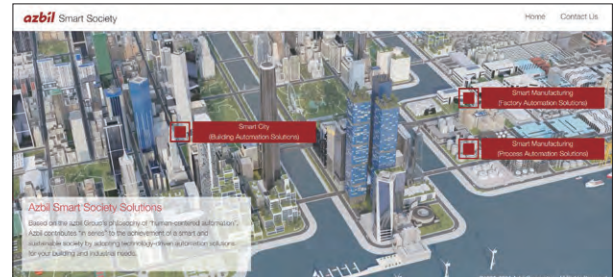 azbil Smart Society
Home Contact Us
Smart Manufacturing
(Factory Automation Solutions)
Smart City
(Building Automation Solutions)
Smart Manufacturing
(Process Automation Solutions)
Azbil Smart Society Solutions
Based on the azbil Group's philosophy of "human-centered automation",
Azbil contributes "in series" to the achievement of a smart and
sustainable society by adopting technology-driven automation solutions
for your building and industrial needs.